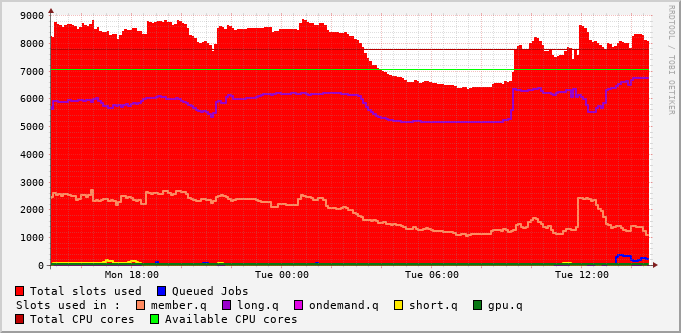 9000
8000
7000
6000
5000
4000
3000
2000
1000
0
Mon 18:00 Tue 00:00 Tue 06:00 Tue 12:00
RRDTOOL / TOBI OETIKER
Total slots used Queued Jobs
Slots used in : member.q long.q ondemand.q short.q gpu.q
Total CPU cores Available CPU cores